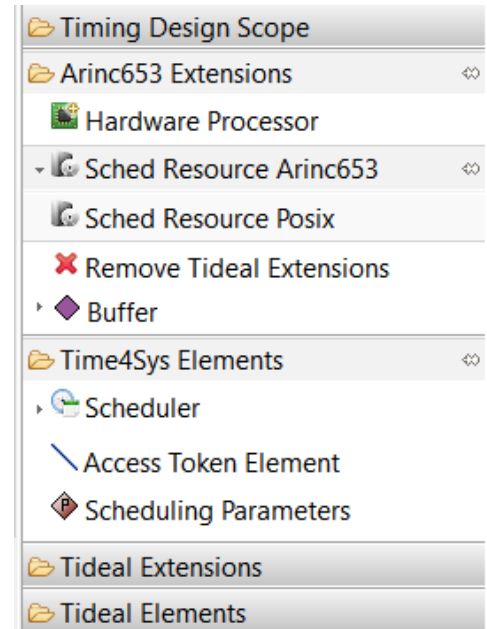 Timing Design Scope
Arinc653 Extensions
Hardware Processor
Sched Resource Arinc653
Sched Resource Posix
Remove Tideal Extensions
Buffer
Time4Sys Elements
Scheduler
Access Token Element
P
Scheduling Parameters
Tideal Extensions
Tideal Elements